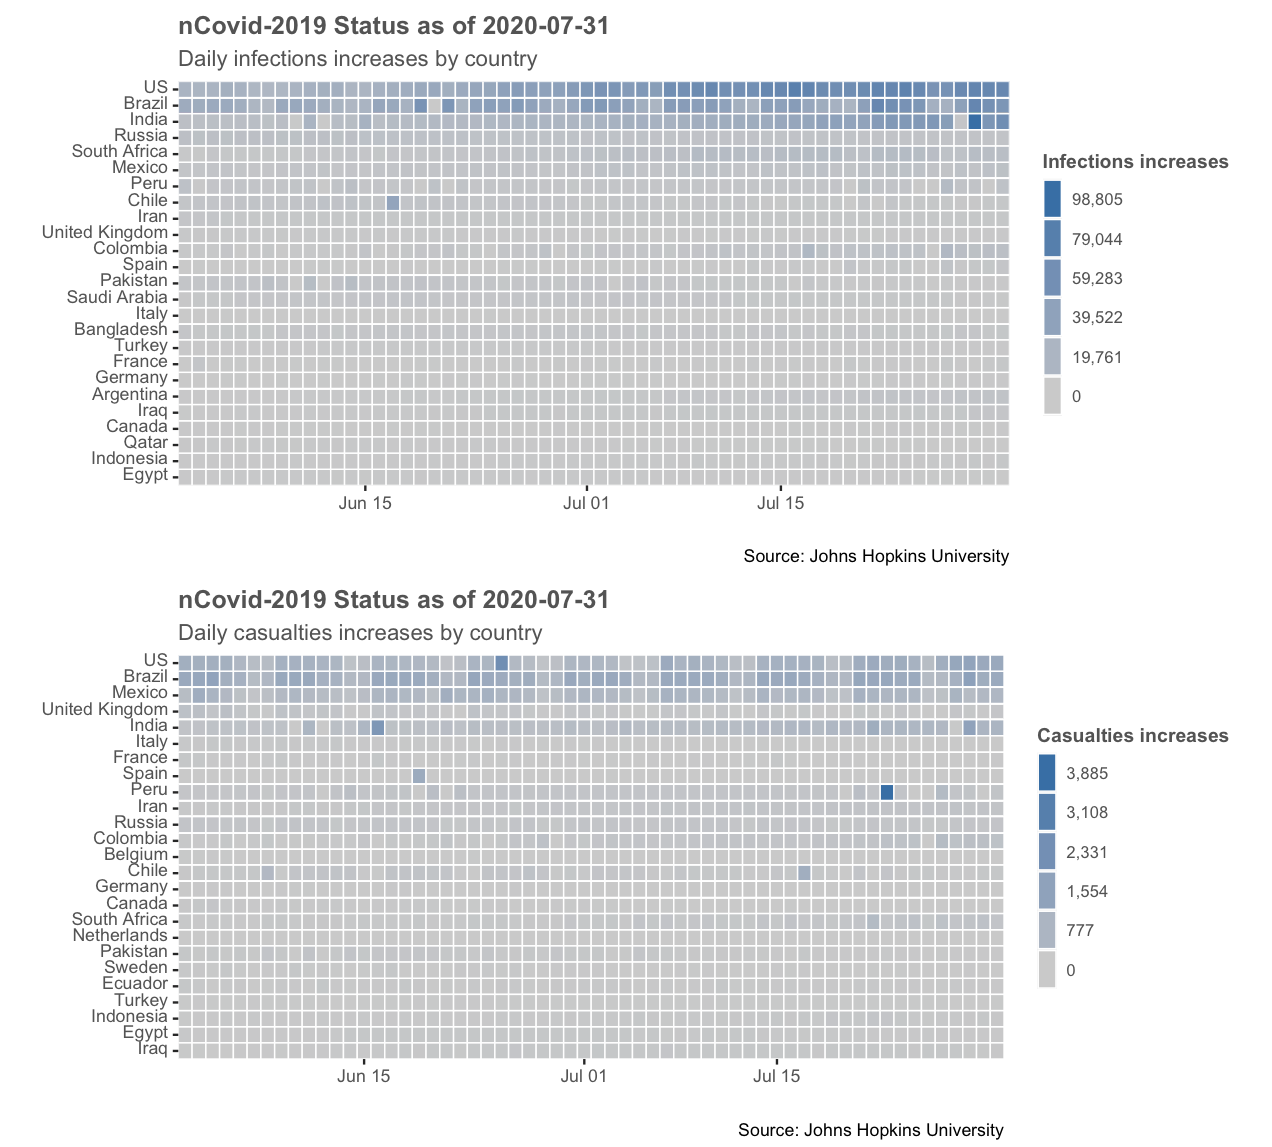 nCovid-2019 Status as of 2020-07-31
Daily infections increases by country
US
Brazil
India
Russia
South Africa
Mexico
Peru
Chile
Iran
United Kingdom
Colombia
Spain
Pakistan
Saudi Arabia
Italy
Bangladesh
Turkey
France
Germany
Argentina
Iraq
Canada
Qatar
Indonesia
Egypt
Jun 15
Jul 01
Jul 15
Infections increases
98,805
79,044
59,283
39,522
19,761
0
Source: Johns Hopkins University
nCovid-2019 Status as of 2020-07-31
Daily casualties increases by country
US
Brazil
Mexico
United Kingdom
India
Italy
France
Spain
Peru
Iran
Russia
Colombia
Belgium
Chile
Germany
Canada
South Africa
Netherlands
Pakistan
Sweden
Ecuador
Turkey
Indonesia
Egypt
Iraq
Jun 15
Jul 01
Jul 15
Casualties increases
3,885
3,108
2,331
1,554
777
0
Source: Johns Hopkins University